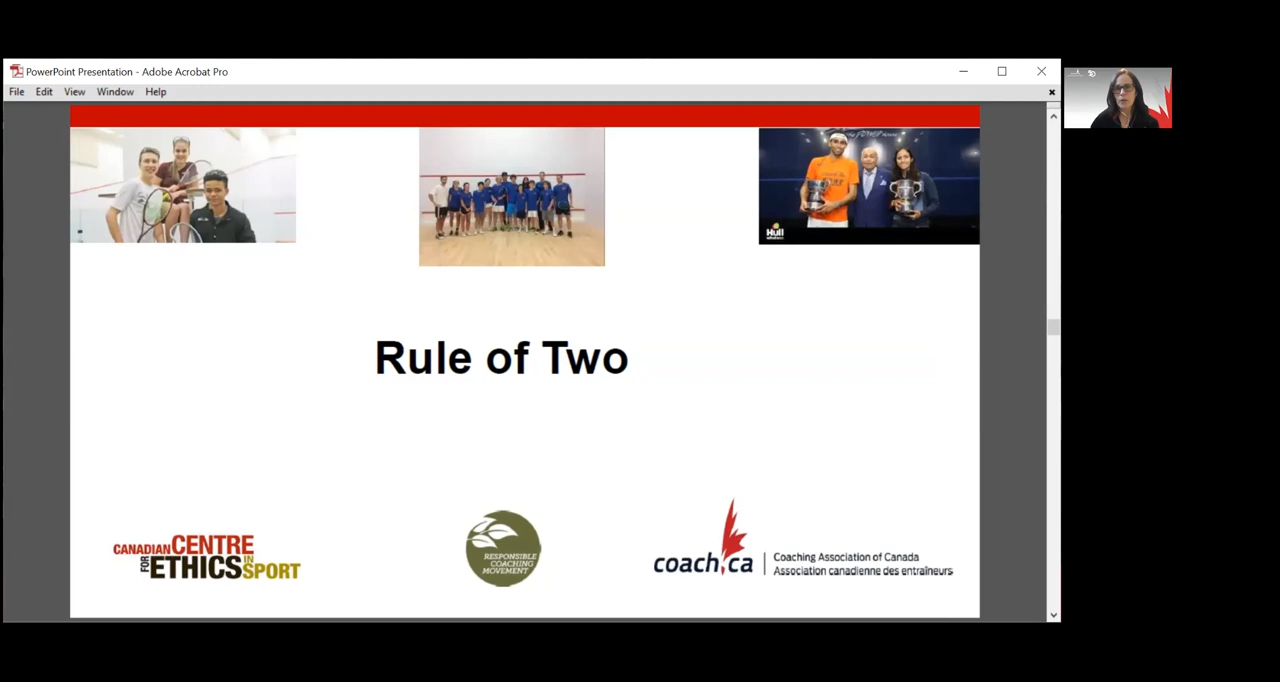 PowerPoint Presentation - Adobe Acrobat Pro
File Edit View Window Help
Hull
Rule of Two
CANADIAN CENTRE
FOR ETHICS IN SPORT
RESPONSIBLE
COACHING
MOVEMENT
coach.ca
Coaching Association of Canada
Association canadienne des entraîneurs